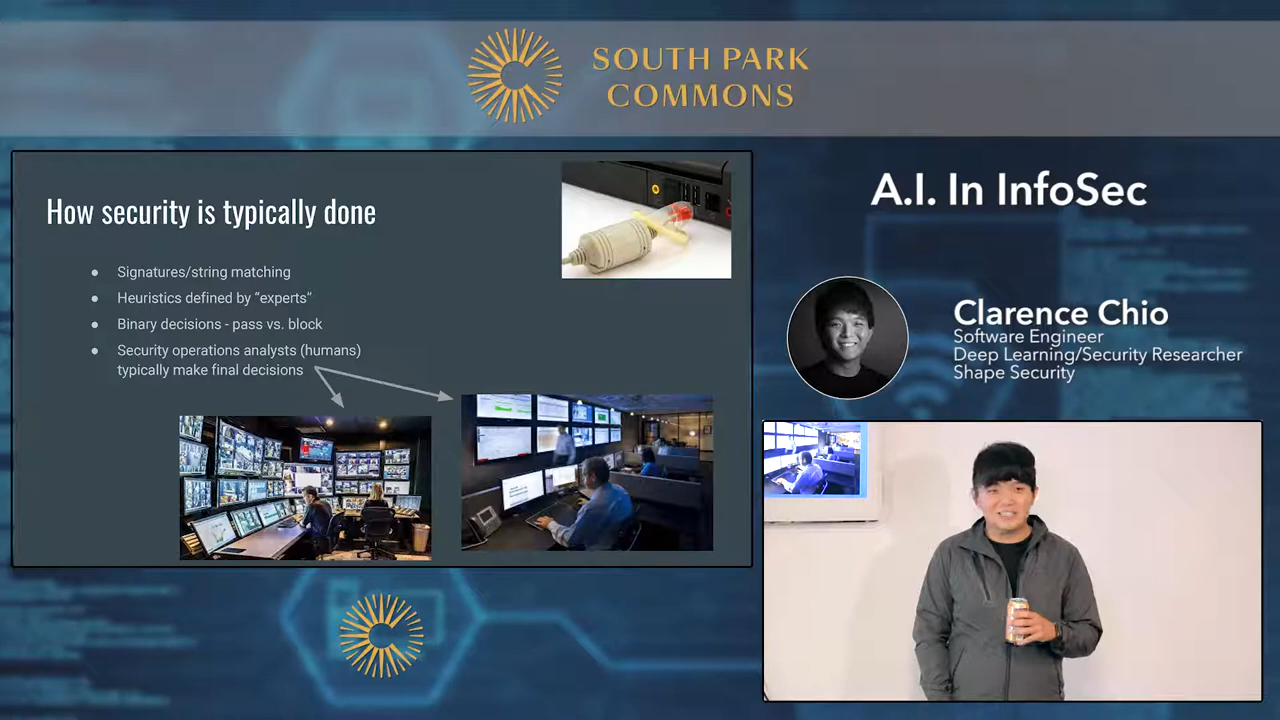 SOUTH PARK
COMMONS
How security is typically done
● Signatures/string matching
● Heuristics defined by “experts”
● Binary decisions - pass vs. block
● Security operations analysts (humans)
typically make final decisions
A.I. In InfoSec
Clarence Chio
Software Engineer
Deep Learning/Security Researcher
Shape Security